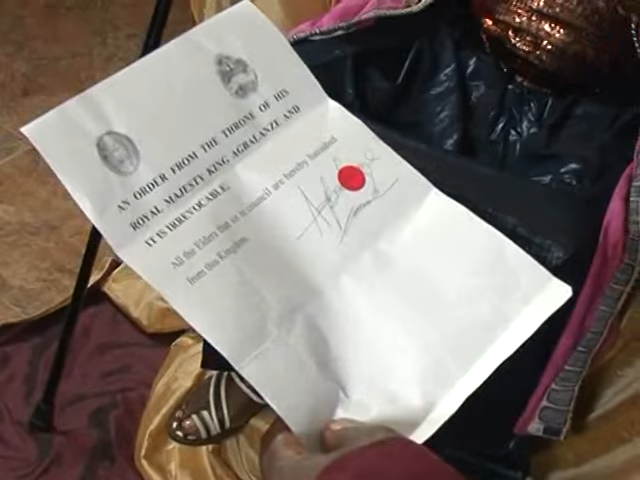 AN ORDER FROM THE THRONE OF HIS
ROYAL MAJESTY KING AGBALANZE AND
IT IS IRREVOCABLE.
All the Elders that sit in council are hereby banished
from this Kingdom.